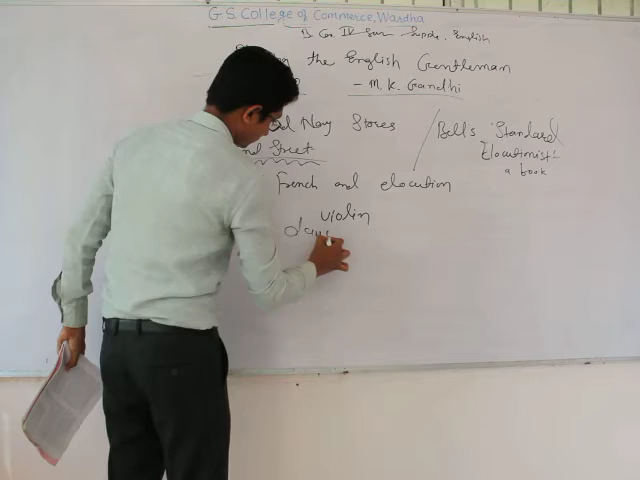 G.S. College of Commerce, Wardha
Com IV Sem English
the English Gentleman
- M. K. Gandhi
Navy Stores / Bell's Standard
Street Elocutionist
a book
French and elocution
violin